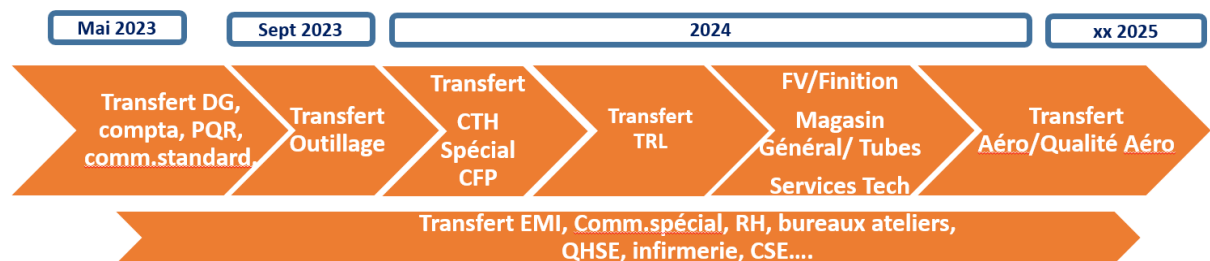 Mai 2023
Sept 2023
2024
xx 2025
Transfert DG,
compta, PQR,
comm.standard,
Transfert
Outillage
Transfert
CTH
Spécial
CFP
Transfert
TRL
FV/Finition
Magasin
Général/ Tubes
Services Tech
Transfert
Aéro/Qualité Aéro
Transfert EMI, Comm.spécial, RH, bureaux ateliers,
QHSE, infirmerie, CSE....